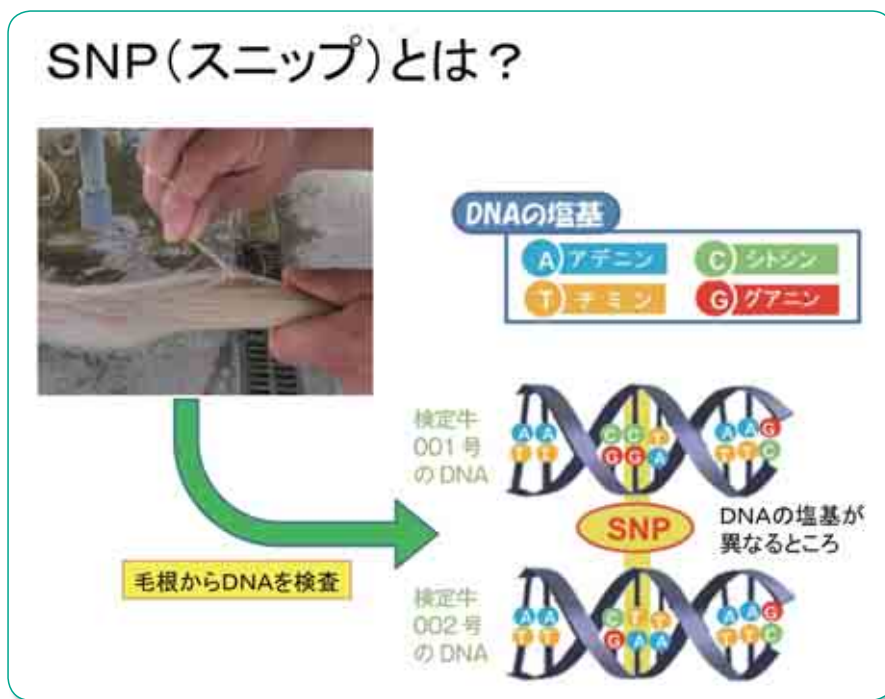 SNP(スニップ)とは?
DNAの塩基
A アデニン
C シトシン
T チミン
G グアニン
検定牛
001号
のDNA
A A C C T A A G
T T G G A T T C
SNP
DNAの塩基が
異なるところ
毛根からDNAを検査
検定牛
002号
のDNA
A A C T T A A G
T T G A A T T C